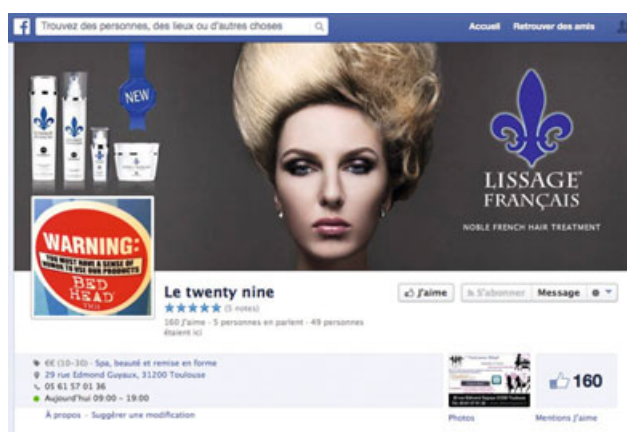 Trouvez des personnes, des lieux ou d'autres choses
Accueil Retrouver des amis
NEW
LISSAGE
FRANÇAIS
LISSAGE
FRANÇAIS
NOBLE FRENCH HAIR TREATMENT
WARNING:
YOU MUST HAVE A SENSE OF
HUMOR TO USE OUR PRODUCTS
BED
HEAD
TIGI
Le twenty nine
(5 notes)
160 J'aime · 5 personnes en parlent · 49 personnes
étaient ici
J'aime S'abonner Message
€€ (10-30) · Spa, beauté et remise en forme
29 rue Edmond Guyaux, 31200 Toulouse
05 61 57 01 36
Aujourd'hui 09:00 - 19:00
À propos - Suggérer une modification
160
Photos Mentions J'aime